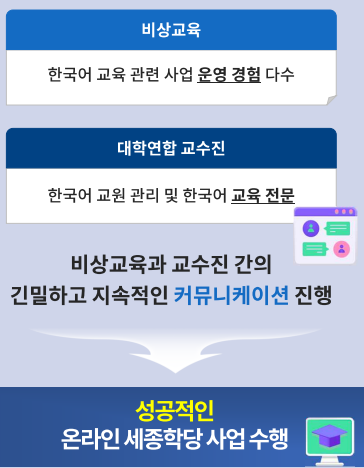 비상교육
한국어 교육 관련 사업 운영 경험 다수
대학연합 교수진
한국어 교원 관리 및 한국어 교육 전문
비상교육과 교수진 간의
긴밀하고 지속적인 커뮤니케이션 진행
성공적인
온라인 세종학당 사업 수행